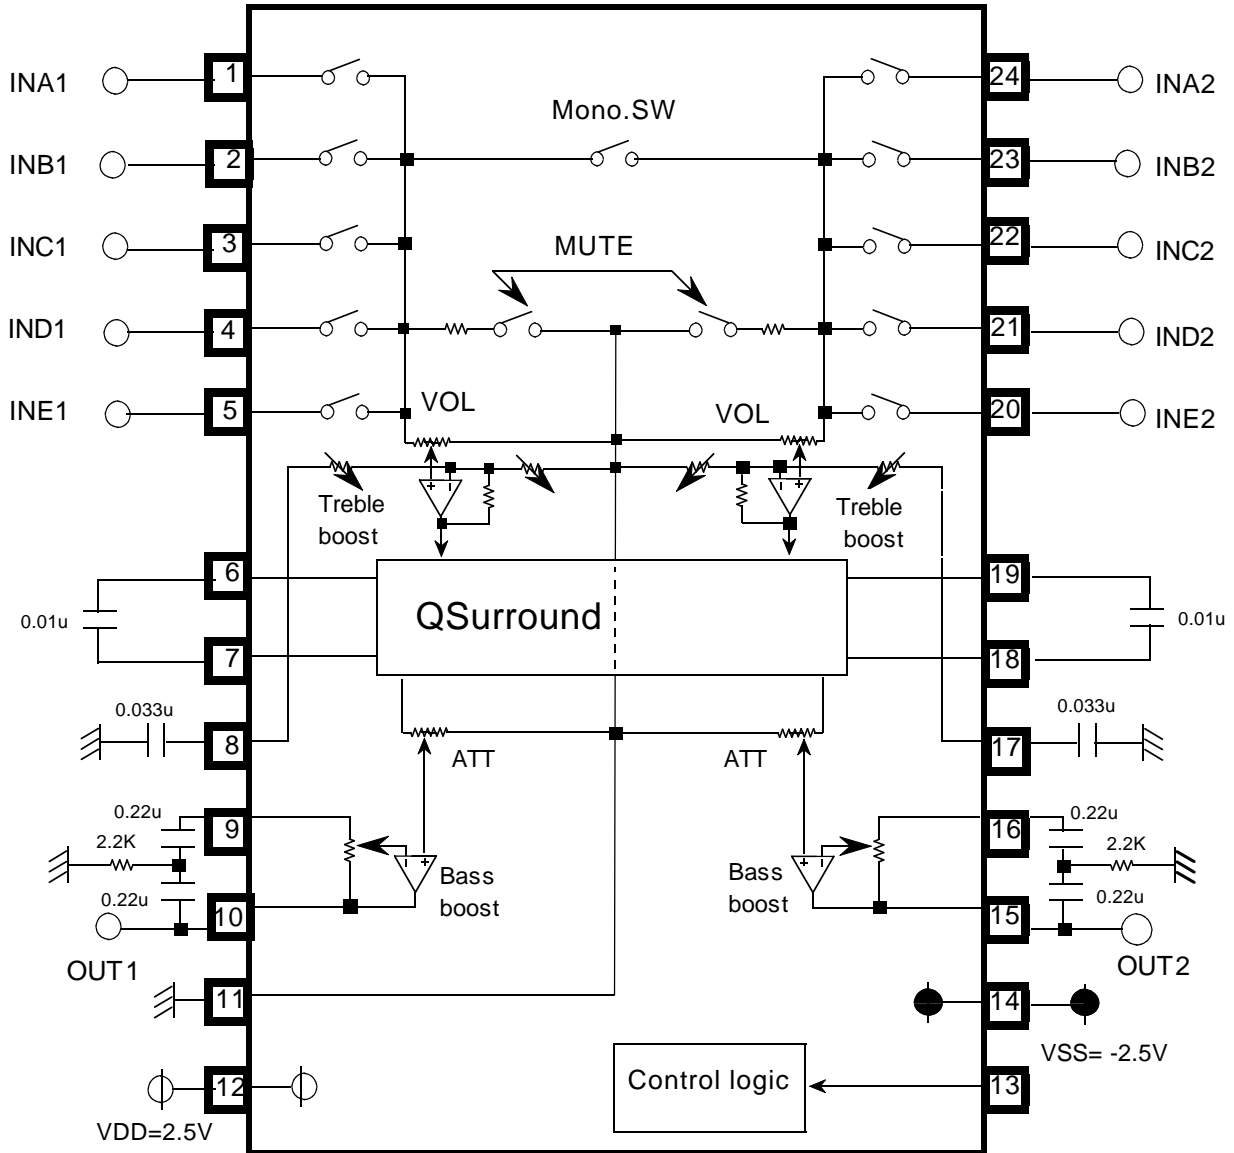 INA1
1
24
INA2
Mono.SW
INB1
2
23
INB2
INC1
3
MUTE
22
INC2
IND1
4
21
IND2
INE1
5
VOL
VOL
20
INE2
+
-
-
+
Treble
boost
Treble
boost
6
19
0.01u
QSurround
0.01u
7
18
0.033u
8
ATT
ATT
17
0.033u
0.22u
9
16
0.22u
2.2K
2.2K
-
+
Bass
boost
Bass
boost
+
-
0.22u
10
15
0.22u
OUT1
OUT2
11
14
VSS= -2.5V
12
Control logic
13
VDD=2.5V